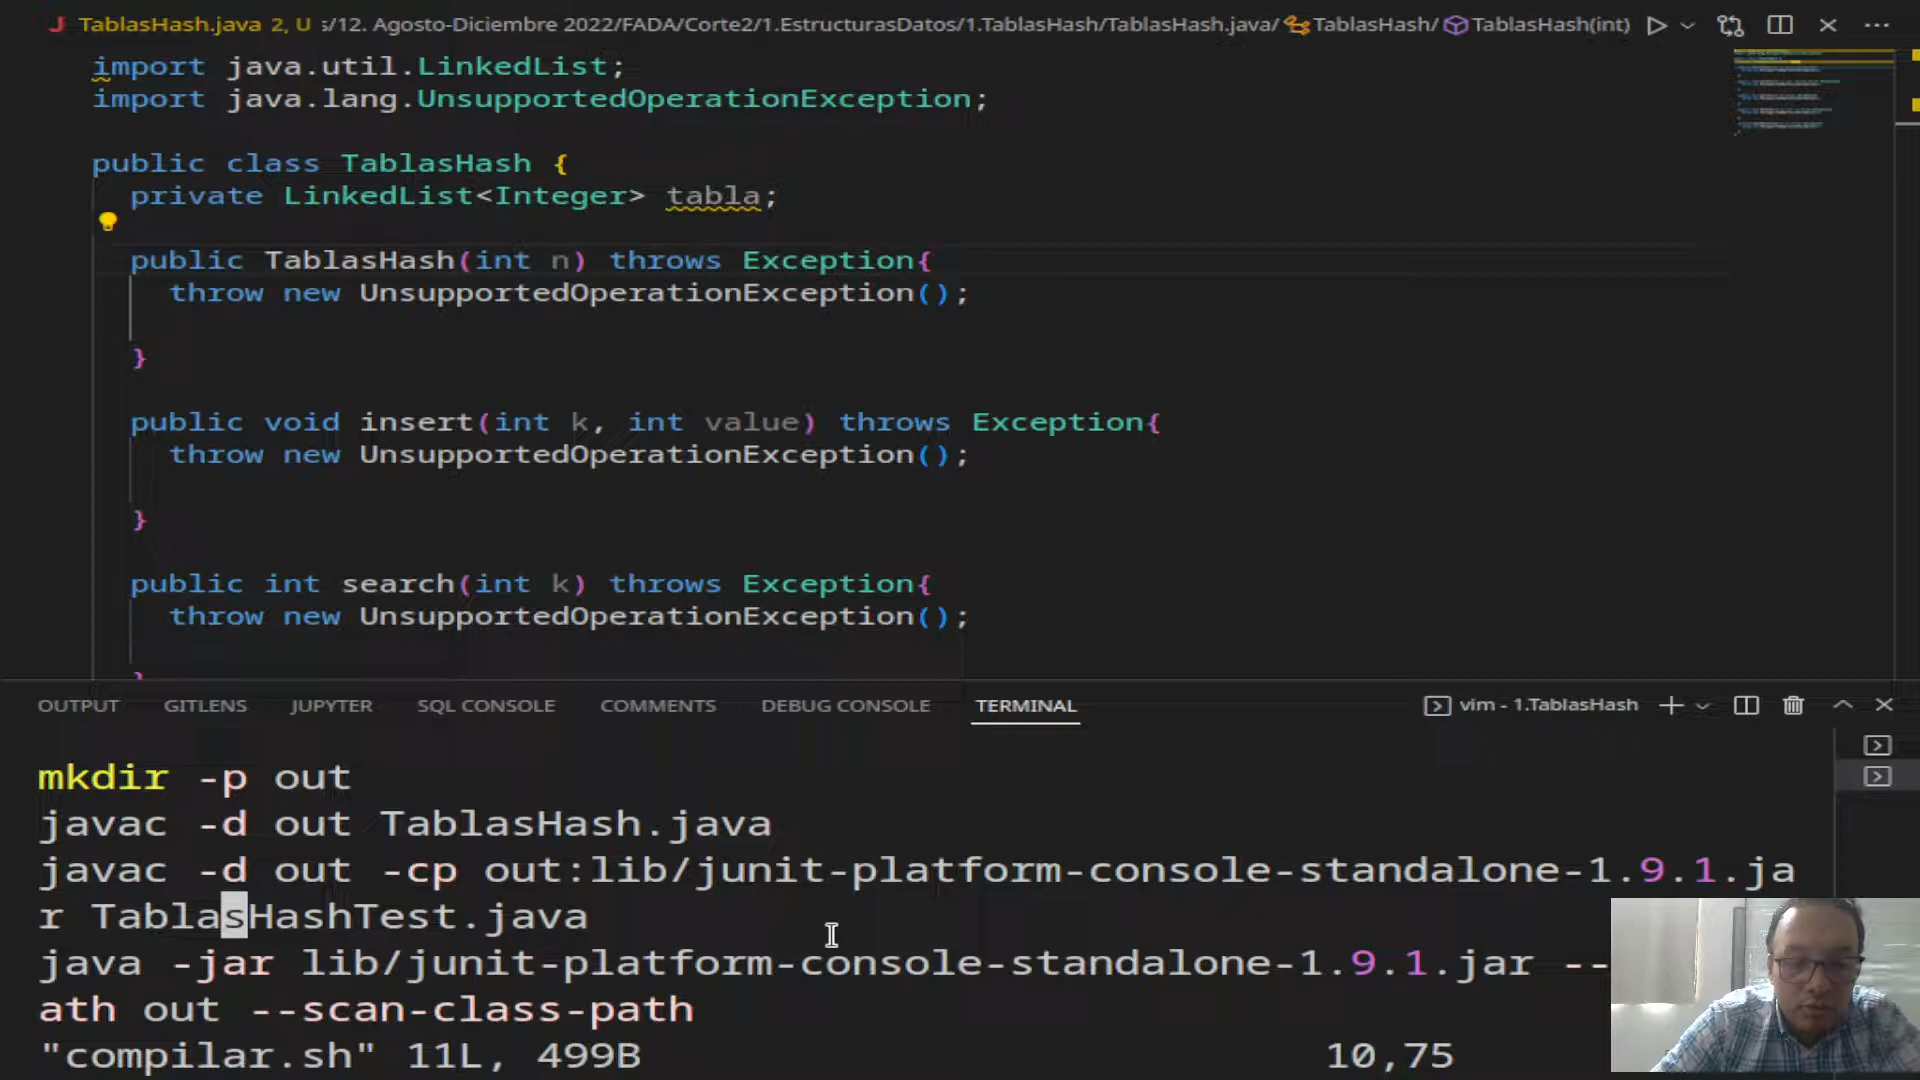 J TablasHash.java 2, U s/12. Agosto-Diciembre 2022/FADA/Corte2/1.EstructurasDatos/1.TablasHash/TablasHash.java/ TablasHash/ TablasHash(int)
import java.util.LinkedList;
import java.lang.UnsupportedOperationException;
public class TablasHash {
private LinkedList<Integer> tabla;
public TablasHash(int n) throws Exception{
throw new UnsupportedOperationException();
}
public void insert(int k, int value) throws Exception{
throw new UnsupportedOperationException();
}
public int search(int k) throws Exception{
throw new UnsupportedOperationException();
}
OUTPUT GITLENS JUPYTER SQL CONSOLE COMMENTS DEBUG CONSOLE TERMINAL vim - 1.TablasHash
mkdir -p out
javac -d out TablasHash.java
javac -d out -cp out:lib/junit-platform-console-standalone-1.9.1.ja
r TablasHashTest.java
java -jar lib/junit-platform-console-standalone-1.9.1.jar --
ath out --scan-class-path
"compilar.sh" 11L, 499B 10,75